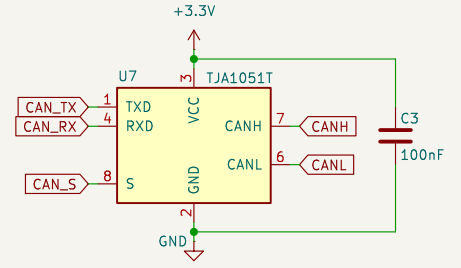 +3.3V
U7
3
TJA1051T
CAN_TX 1 TXD
VCC
CAN_RX 4 RXD
CANH 7 CANH
C3
100nF
CANL 6 CANL
CAN_S 8 S
GND
2
GND